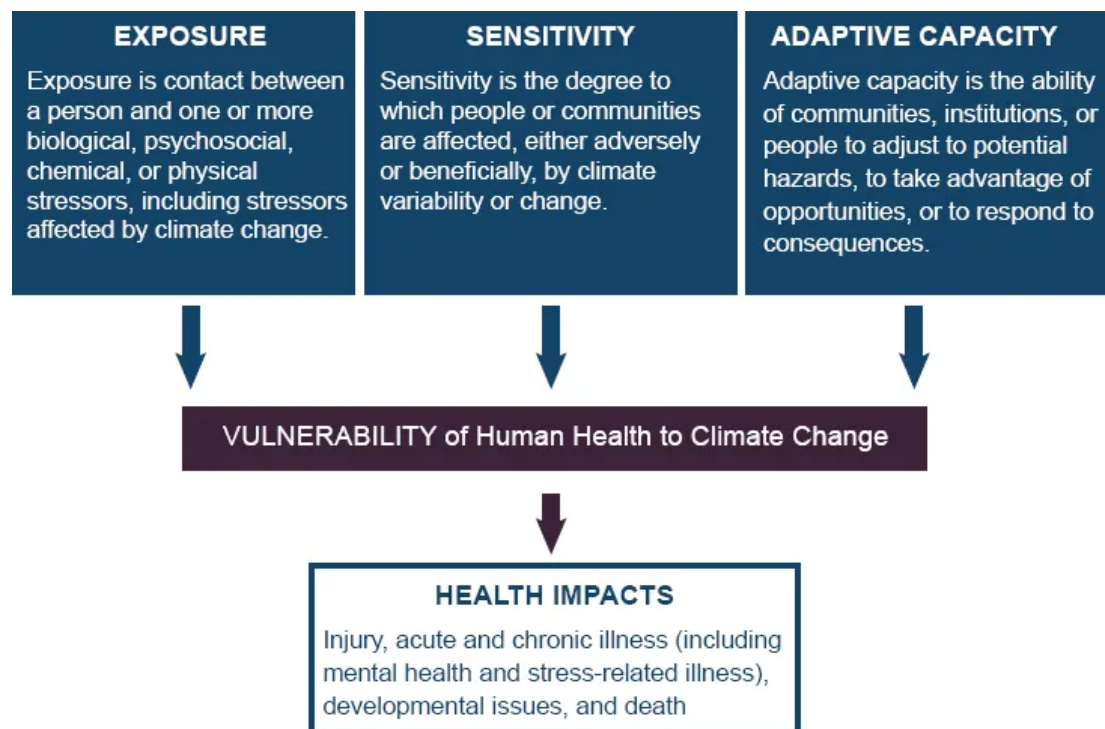 EXPOSURE
Exposure is contact between
a person and one or more
biological, psychosocial,
chemical, or physical
stressors, including stressors
affected by climate change.
SENSITIVITY
Sensitivity is the degree to
which people or communities
are affected, either adversely
or beneficially, by climate
variability or change.
ADAPTIVE CAPACITY
Adaptive capacity is the ability
of communities, institutions, or
people to adjust to potential
hazards, to take advantage of
opportunities, or to respond to
consequences.
VULNERABILITY of Human Health to Climate Change
HEALTH IMPACTS
Injury, acute and chronic illness (including
mental health and stress-related illness),
developmental issues, and death